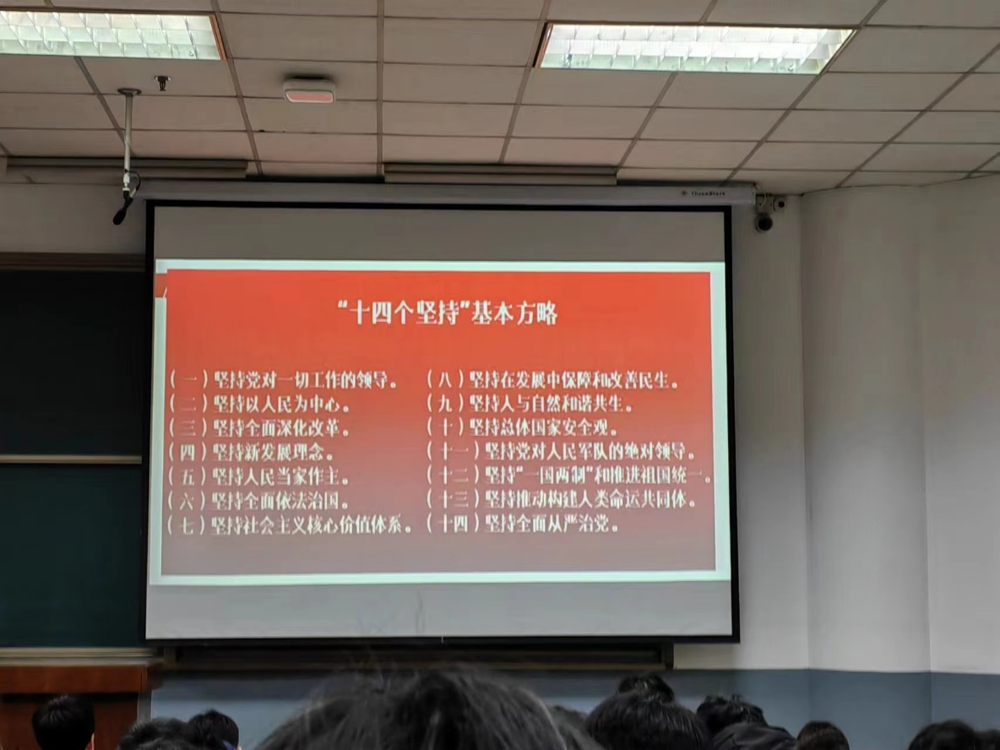 ThreeStars
“十四个坚持”基本方略
（一）坚持党对一切工作的领导。
（二）坚持以人民为中心。
（三）坚持全面深化改革。
（四）坚持新发展理念。
（五）坚持人民当家作主。
（六）坚持全面依法治国。
（七）坚持社会主义核心价值体系。
（八）坚持在发展中保障和改善民生。
（九）坚持人与自然和谐共生。
（十）坚持总体国家安全观。
（十一）坚持党对人民军队的绝对领导。
（十二）坚持“一国两制”和推进祖国统一。
（十三）坚持推动构建人类命运共同体。
（十四）坚持全面从严治党。